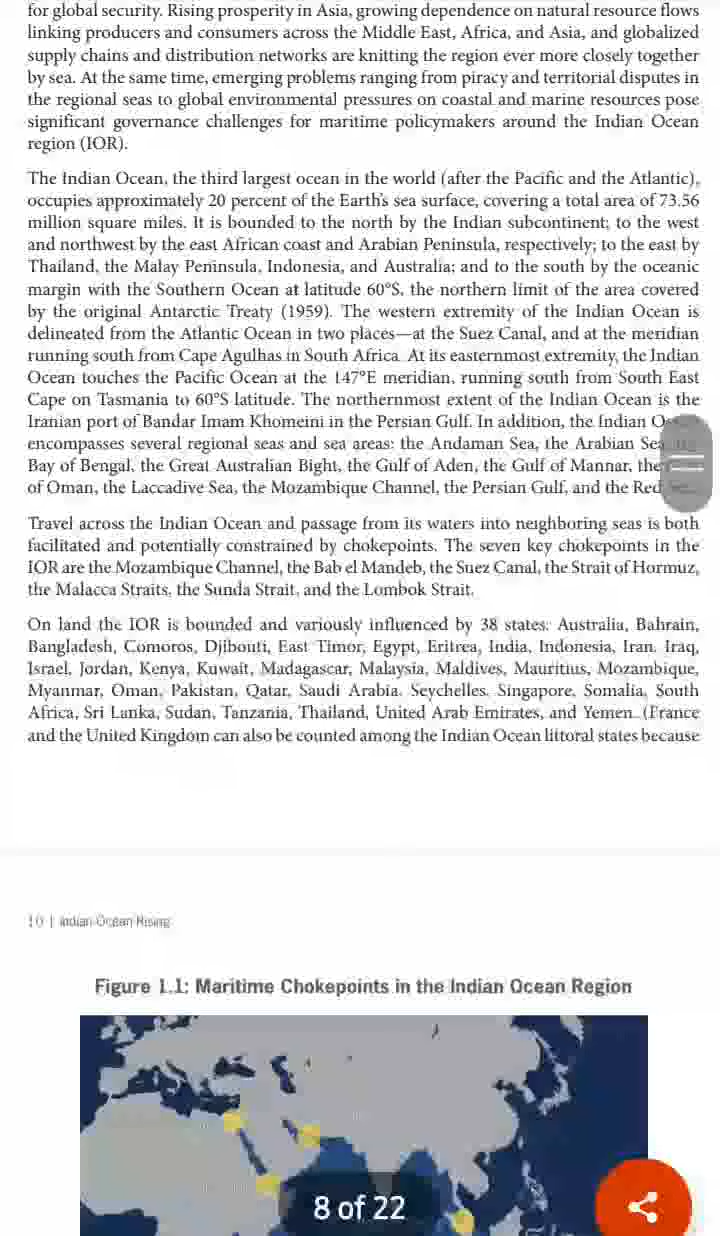 for global security. Rising prosperity in Asia, growing dependence on natural resource flows
linking producers and consumers across the Middle East, Africa, and Asia, and globalized
supply chains and distribution networks are knitting the region ever more closely together
by sea. At the same time, emerging problems ranging from piracy and territorial disputes in
the regional seas to global environmental pressures on coastal and marine resources pose
significant governance challenges for maritime policymakers around the Indian Ocean
region (IOR).
The Indian Ocean, the third largest ocean in the world (after the Pacific and the Atlantic),
occupies approximately 20 percent of the Earth's sea surface, covering a total area of 73.56
million square miles. It is bounded to the north by the Indian subcontinent; to the west
and northwest by the east African coast and Arabian Peninsula, respectively; to the east by
Thailand, the Malay Peninsula, Indonesia, and Australia; and to the south by the oceanic
margin with the Southern Ocean at latitude 60°S, the northern limit of the area covered
by the original Antarctic Treaty (1959). The western extremity of the Indian Ocean is
delineated from the Atlantic Ocean in two places—at the Suez Canal, and at the meridian
running south from Cape Agulhas in South Africa. At its easternmost extremity, the Indian
Ocean touches the Pacific Ocean at the 147°E meridian, running south from South East
Cape on Tasmania to 60°S latitude. The northernmost extent of the Indian Ocean is the
Iranian port of Bandar Imam Khomeini in the Persian Gulf. In addition, the Indian
encompasses several regional seas and sea areas: the Andaman Sea, the Arabian Sea,
Bay of Bengal, the Great Australian Bight, the Gulf of Aden, the Gulf of Mannar, the
of Oman, the Laccadive Sea, the Mozambique Channel, the Persian Gulf, and the Red
Travel across the Indian Ocean and passage from its waters into neighboring seas is both
facilitated and potentially constrained by chokepoints. The seven key chokepoints in the
IOR are the Mozambique Channel, the Bab el Mandeb, the Suez Canal, the Strait of Hormuz,
the Malacca Straits, the Sunda Strait, and the Lombok Strait.
On land the IOR is bounded and variously influenced by 38 states: Australia, Bahrain,
Bangladesh, Comoros, Djibouti, East Timor, Egypt, Eritrea, India, Indonesia, Iran, Iraq,
Israel, Jordan, Kenya, Kuwait, Madagascar, Malaysia, Maldives, Mauritius, Mozambique,
Myanmar, Oman, Pakistan, Qatar, Saudi Arabia, Seychelles, Singapore, Somalia, South
Africa, Sri Lanka, Sudan, Tanzania, Thailand, United Arab Emirates, and Yemen. (France
and the United Kingdom can also be counted among the Indian Ocean littoral states because
10 | Indian Ocean Rising
Figure 1.1: Maritime Chokepoints in the Indian Ocean Region
8 of 22